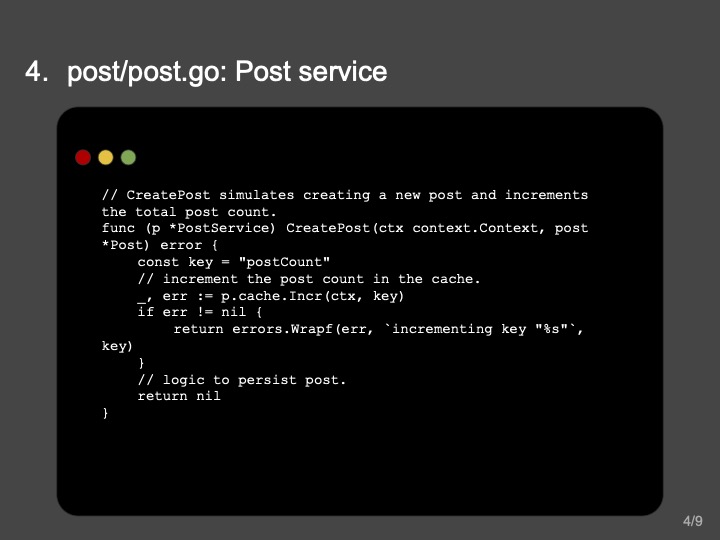 4. post/post.go: Post service
// CreatePost simulates creating a new post and increments
the total post count.
func (p *PostService) CreatePost(ctx context.Context, post
*Post) error {
    const key = "postCount"
    // increment the post count in the cache.
    _, err := p.cache.Incr(ctx, key)
    if err != nil {
        return errors.Wrapf(err, `incrementing key "%s"`,
key)
    }
    // logic to persist post.
    return nil
}
4/9